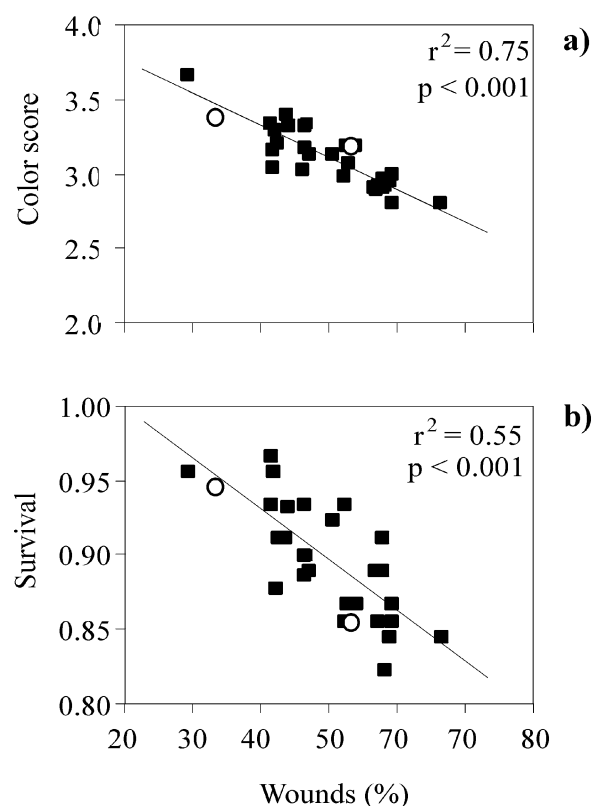 4.0
a)
r² = 0.75
p < 0.001
3.5
Color score
3.0
2.5
2.0
1.00
b)
r² = 0.55
p < 0.001
0.95
Survival
0.90
0.85
0.80
20 30 40 50 70 70 80
Wounds (%)